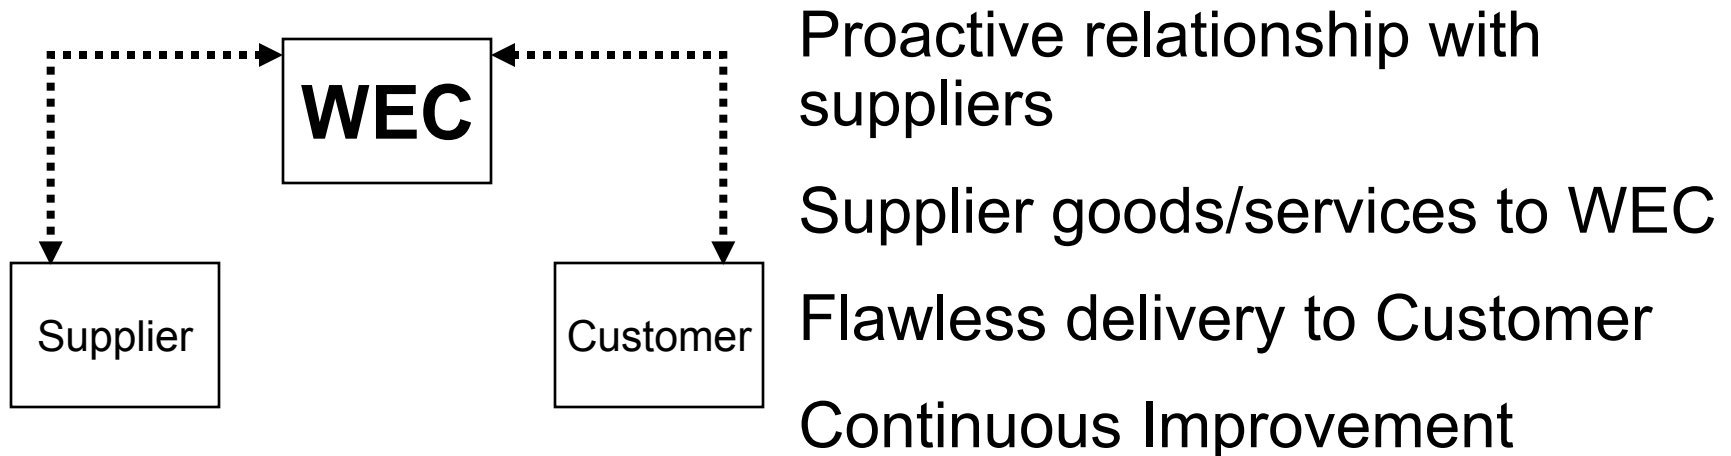 WEC
Supplier
Customer
Proactive relationship with
suppliers
Supplier goods/services to WEC
Flawless delivery to Customer
Continuous Improvement